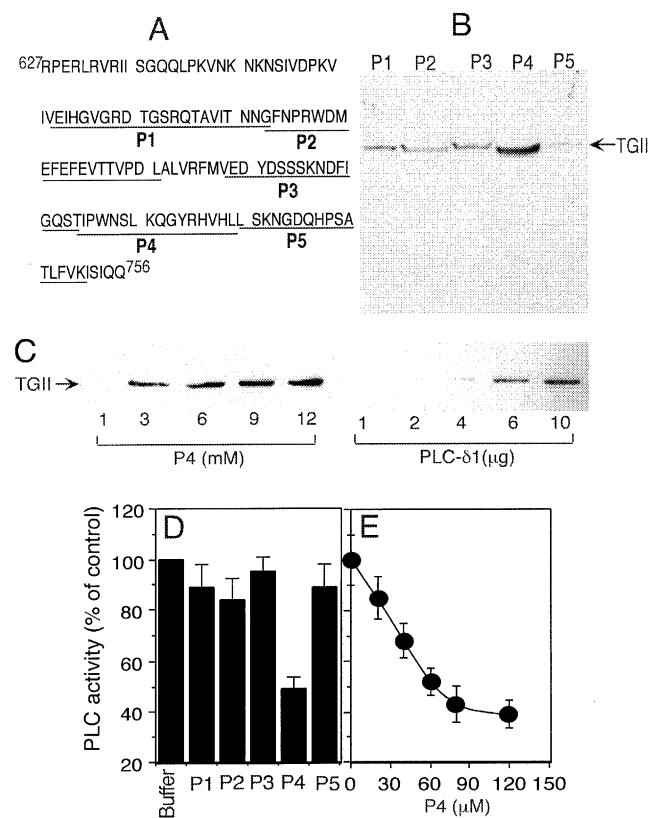 A
627RPERLRVRII SGQQLPKVNK NKNSIVDPKV
IVEIHGVGRD TGSRQTAVIT NNGFNPRWDM
P1 P2
EFEFEVTTVPD LALVRFMVED YDSSSKNDFI
P3
GQSTIPWNSL KQGYRHVHLL SKNGDQHPSA
P4 P5
TLFVKISIQQ756
B
P1 P2 P3 P4 P5
←TGII
C
TGII→
1 3 6 9 12
P4 (mM)
1 2 4 6 10
PLC-δ1(μg)
PLC activity (% of control)
120
100
80
60
40
20
D
Buffer P1 P2 P3 P4 P5
E
0 30 60 90 120 150
P4 (μM)